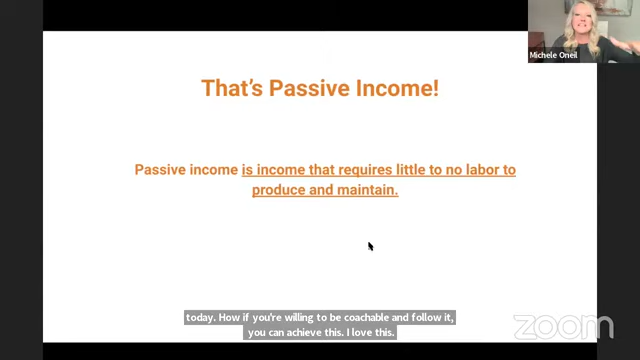 Michele Oneil
That's Passive Income!
Passive income is income that requires little to no labor to
produce and maintain.
today. How if you're willing to be coachable and follow it,
you can achieve this. I love this.
zoom